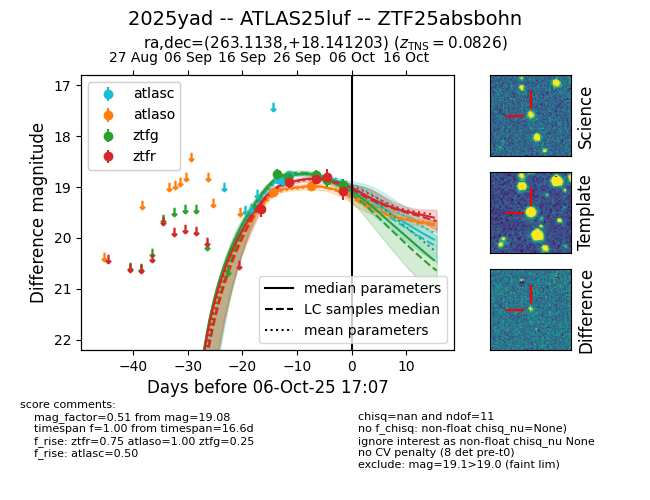 2025yad -- ATLAS25luf -- ZTF25absbohn
ra,dec=(263.1138,+18.141203) (zTNS = 0.0826)
27 Aug 06 Sep 16 Sep 26 Sep 06 Oct 16 Oct
17
18
19
20
21
22
Difference magnitude
atlasc
atlaso
ztfg
ztfr
median parameters
LC samples median
mean parameters
−40 −30 −20 −10 0 10
Days before 06-Oct-25 17:07
Science
Template
Difference
score comments:
mag_factor=0.51 from mag=19.08
timespan f=1.00 from timespan=16.6d
f_rise: ztfr=0.75 atlaso=1.00 ztfg=0.25
f_rise: atlasc=0.50
chisq=nan and ndof=11
no f_chisq: non-float chisq_nu=None)
ignore interest as non-float chisq_nu None
no CV penalty (8 det pre-t0)
exclude: mag=19.1>19.0 (faint lim)